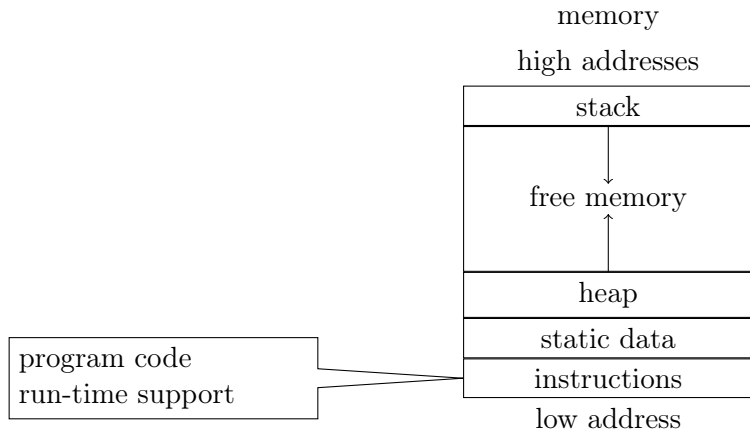 memory
high addresses
stack
free memory
heap
static data
program code
run-time support
instructions
low address